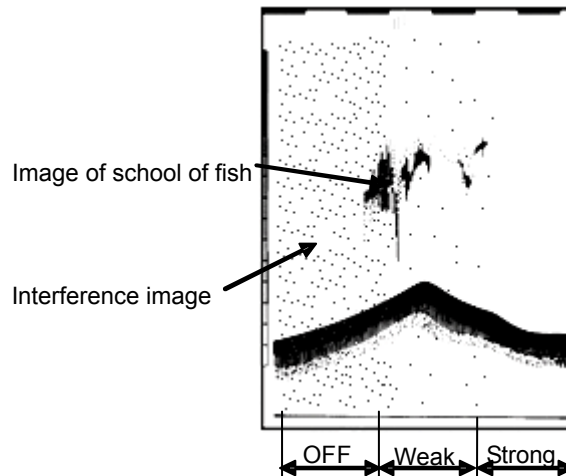 Image of school of fish
Interference image
OFF Weak Strong